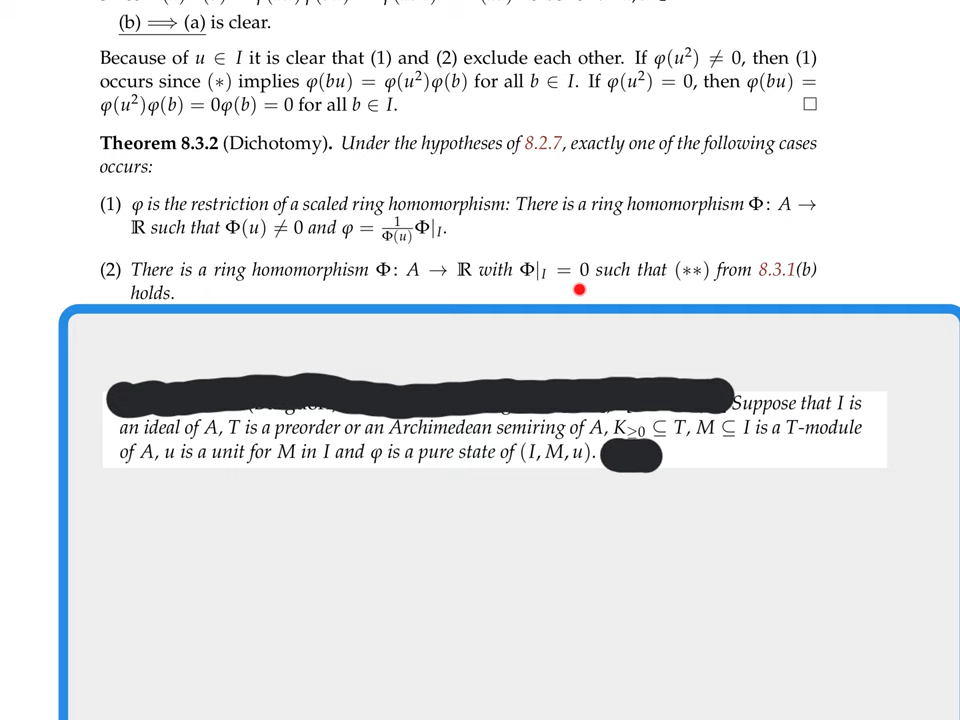 (b) ⟹ (a) is clear.
Because of u ∈ I it is clear that (1) and (2) exclude each other. If φ(u²) ≠ 0, then (1)
occurs since (∗) implies φ(bu) = φ(u²)φ(b) for all b ∈ I. If φ(u²) = 0, then φ(bu) =
φ(u²)φ(b) = 0φ(b) = 0 for all b ∈ I. □
Theorem 8.3.2 (Dichotomy). Under the hypotheses of 8.2.7, exactly one of the following cases
occurs:
(1) φ is the restriction of a scaled ring homomorphism: There is a ring homomorphism Φ: A →
ℝ such that Φ(u) ≠ 0 and φ = 1/Φ(u) Φ|_I.
(2) There is a ring homomorphism Φ: A → ℝ with Φ|_I = 0 such that (∗∗) from 8.3.1(b)
holds.
Suppose that I is
an ideal of A, T is a preorder or an Archimedean semiring of A, K_≥0 ⊆ T, M ⊆ I is a T-module
of A, u is a unit for M in I and φ is a pure state of (I, M, u).